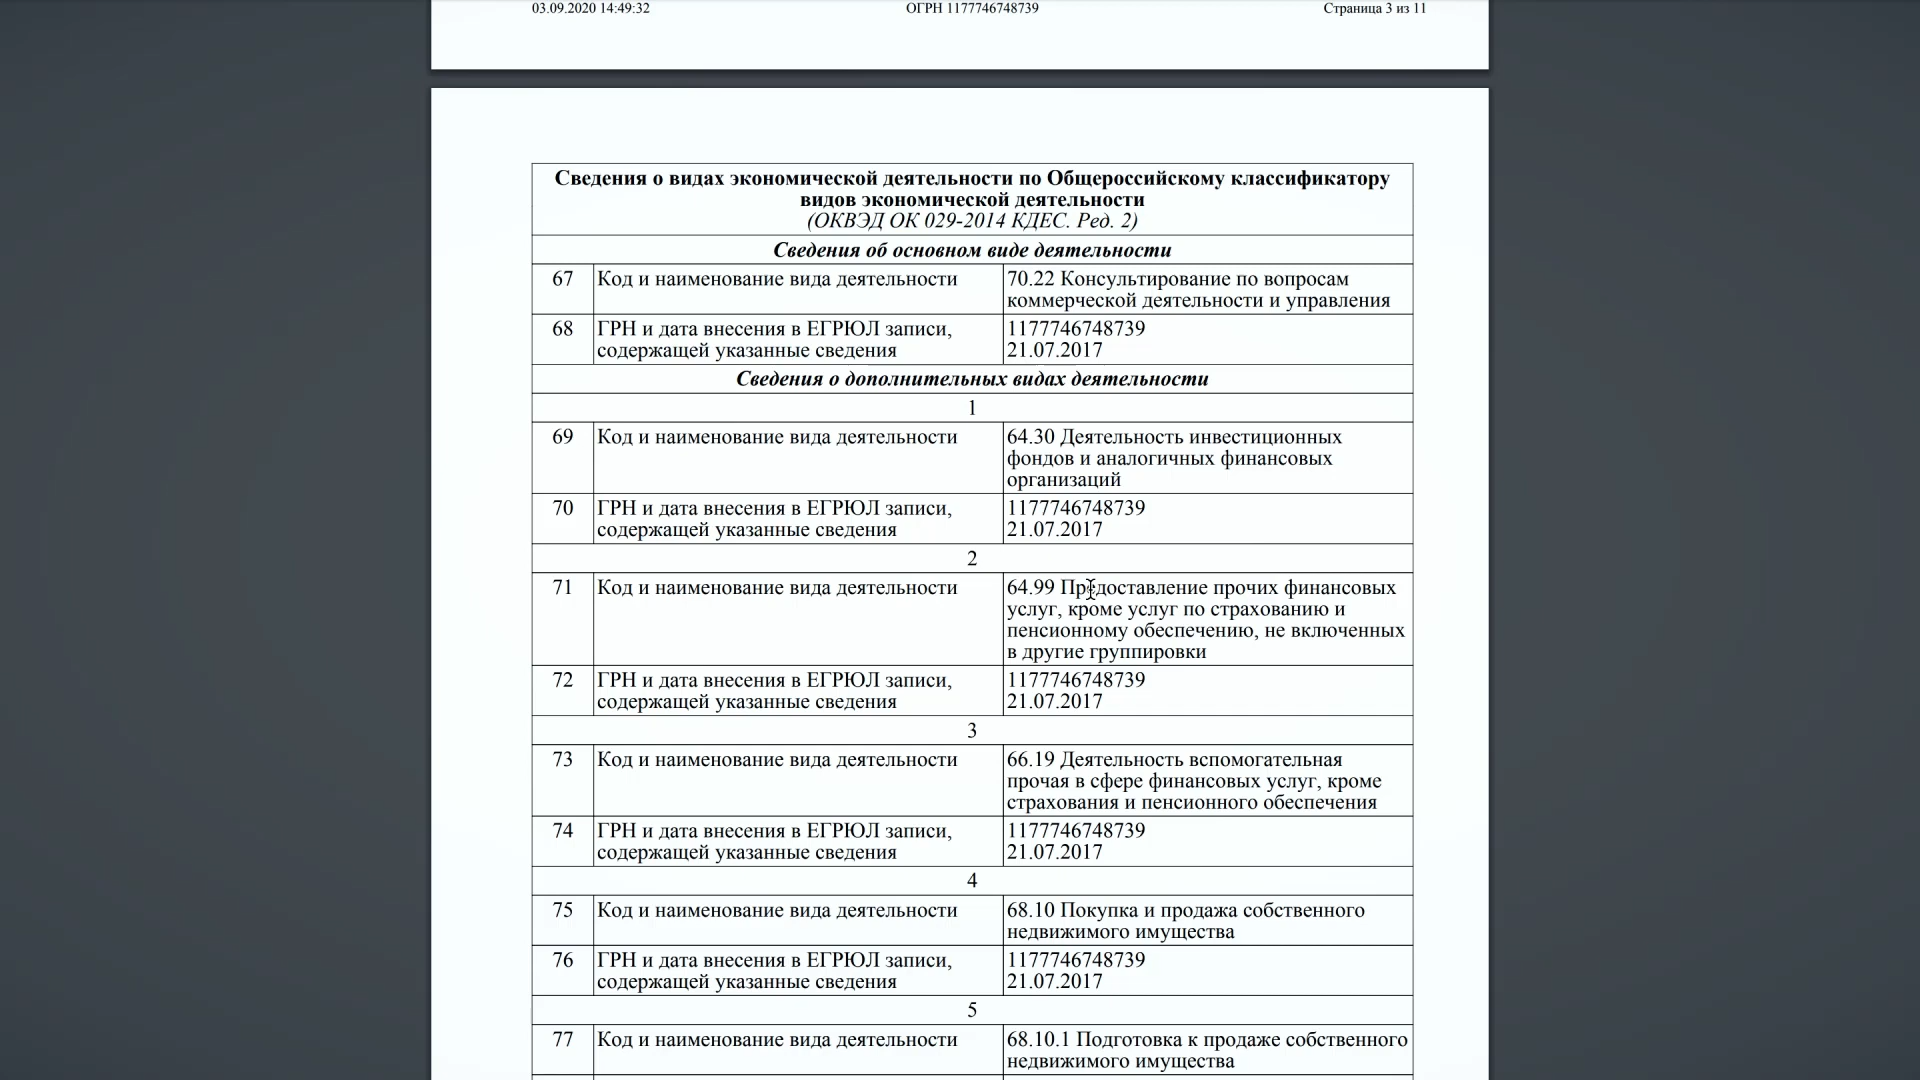 03.09.2020 14:49:32 ОГРН 1177746748739 Страница 3 из 11
Сведения о видах экономической деятельности по Общероссийскому классификатору
видов экономической деятельности
(ОКВЭД ОК 029-2014 КДЕС. Ред. 2)
Сведения об основном виде деятельности
67 Код и наименование вида деятельности 70.22 Консультирование по вопросам
коммерческой деятельности и управления
68 ГРН и дата внесения в ЕГРЮЛ записи, 1177746748739
содержащей указанные сведения 21.07.2017
Сведения о дополнительных видах деятельности
1
69 Код и наименование вида деятельности 64.30 Деятельность инвестиционных
фондов и аналогичных финансовых
организаций
70 ГРН и дата внесения в ЕГРЮЛ записи, 1177746748739
содержащей указанные сведения 21.07.2017
2
71 Код и наименование вида деятельности 64.99 Предоставление прочих финансовых
услуг, кроме услуг по страхованию и
пенсионному обеспечению, не включенных
в другие группировки
72 ГРН и дата внесения в ЕГРЮЛ записи, 1177746748739
содержащей указанные сведения 21.07.2017
3
73 Код и наименование вида деятельности 66.19 Деятельность вспомогательная
прочая в сфере финансовых услуг, кроме
страхования и пенсионного обеспечения
74 ГРН и дата внесения в ЕГРЮЛ записи, 1177746748739
содержащей указанные сведения 21.07.2017
4
75 Код и наименование вида деятельности 68.10 Покупка и продажа собственного
недвижимого имущества
76 ГРН и дата внесения в ЕГРЮЛ записи, 1177746748739
содержащей указанные сведения 21.07.2017
5
77 Код и наименование вида деятельности 68.10.1 Подготовка к продаже собственного
недвижимого имущества